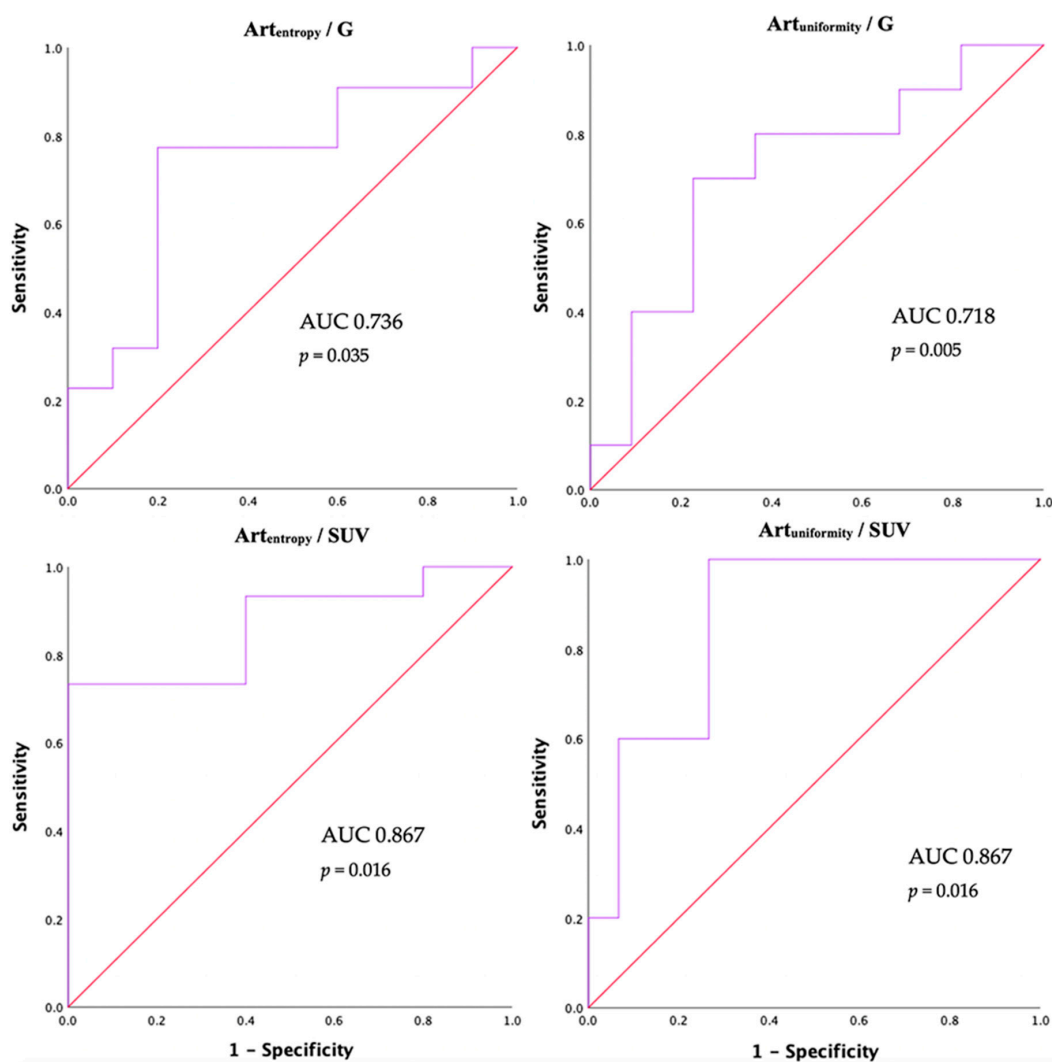 Artentropy / G
1.0
0.8
0.6
0.4
0.2
0.0
Sensitivity
AUC 0.736
p = 0.035
0.0 0.2 0.4 0.6 0.8 1.0
Artuniformity / G
1.0
0.8
0.6
0.4
0.2
0.0
Sensitivity
AUC 0.718
p = 0.005
0.0 0.2 0.4 0.6 0.8 1.0
Artentropy / SUV
1.0
0.8
0.6
0.4
0.2
0.0
Sensitivity
AUC 0.867
p = 0.016
0.0 0.2 0.4 0.6 0.8 1.0
1 – Specificity
Artuniformity / SUV
1.0
0.8
0.6
0.4
0.2
0.0
Sensitivity
AUC 0.867
p = 0.016
0.0 0.2 0.4 0.6 0.8 1.0
1 – Specificity